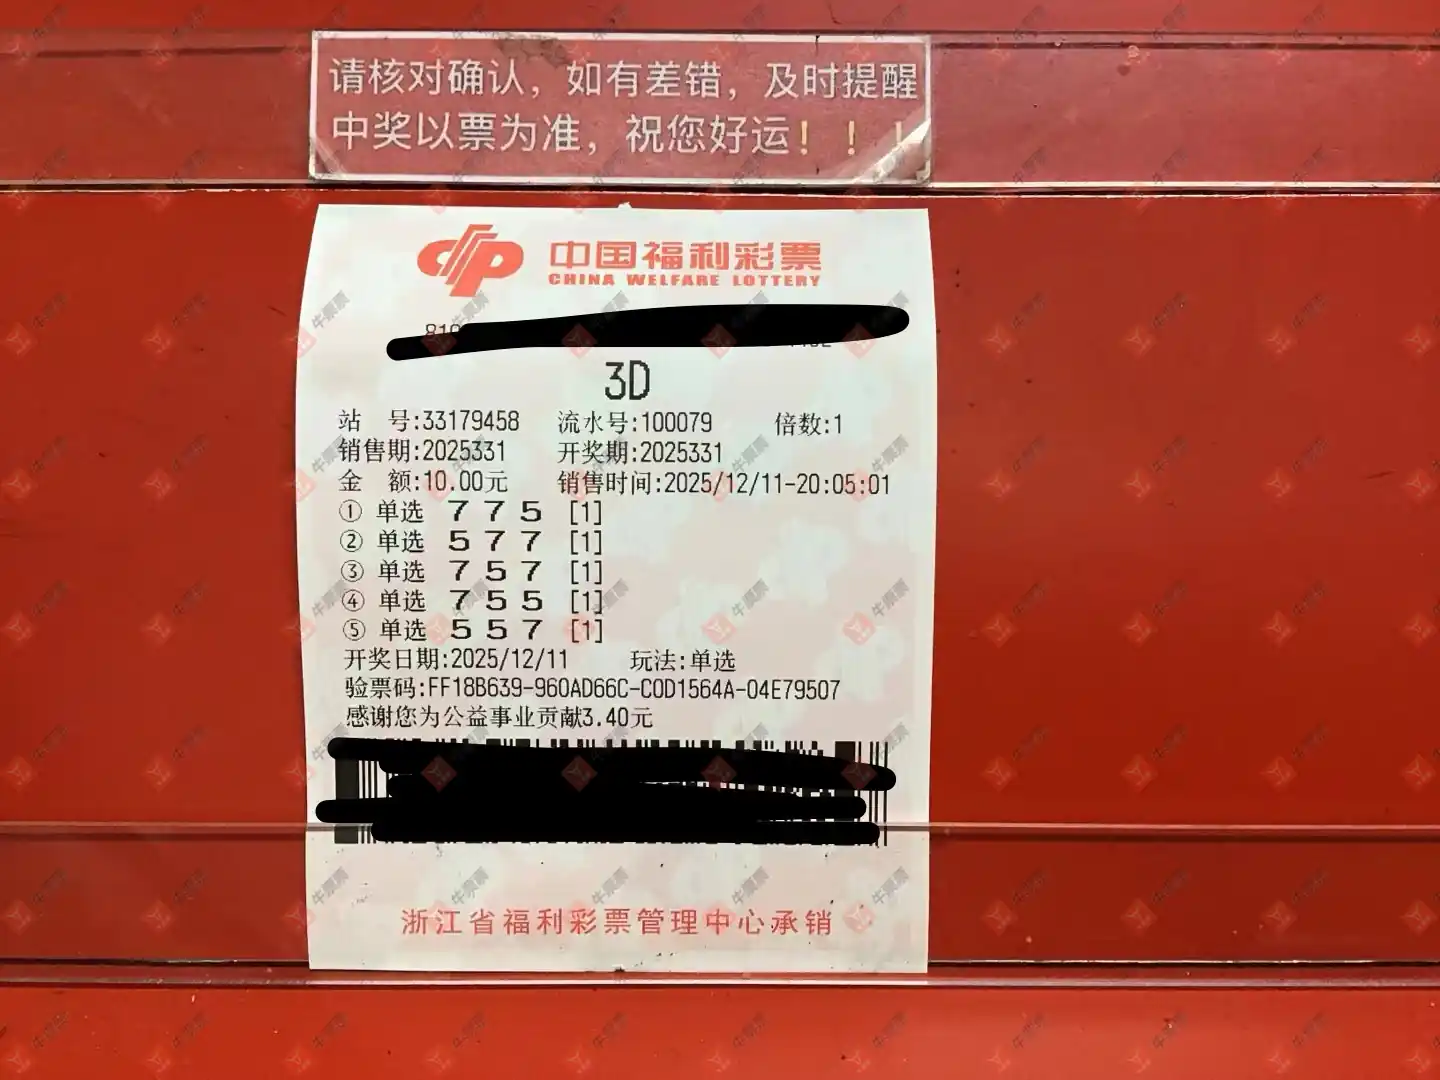 请核对确认，如有差错，及时提醒
中奖以票为准，祝您好运！！！
中国福利彩票
CHINA WELFARE LOTTERY
3D
站 号:33179458 流水号:100079 倍数:1
销售期:2025331 开奖期:2025331
金 额:10.00元 销售时间:2025/12/11-20:05:01
① 单选 7 7 5 [1]
② 单选 5 7 7 [1]
③ 单选 7 5 7 [1]
④ 单选 7 5 5 [1]
⑤ 单选 5 5 7 [1]
开奖日期:2025/12/11 玩法:单选
验票码:FF18B639-960AD66C-C0D1564A-04E79507
感谢您为公益事业贡献3.40元
浙江省福利彩票管理中心承销